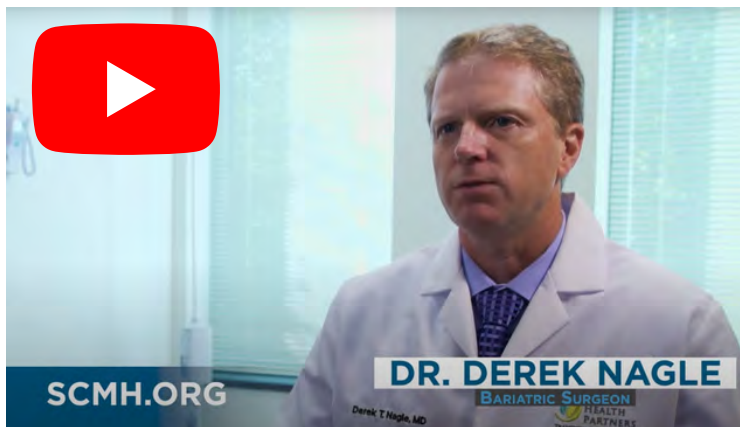 SCMH.ORG
DR. DEREK NAGLE
BARIATRIC SURGEON
Derek T. Nagle, MD
HEALTH
PARTNERS